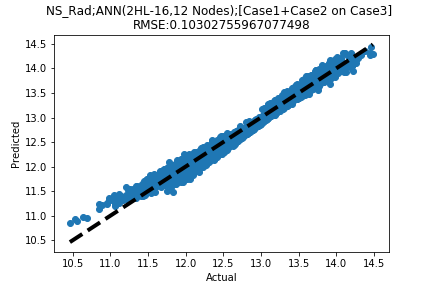 NS_Rad;ANN(2HL-16,12 Nodes);[Case1+Case2 on Case3]
RMSE:0.10302755967077498
14.5
14.0
13.5
13.0
12.5
12.0
11.5
11.0
10.5
Predicted
10.5 11.0 11.5 12.0 12.5 13.0 13.5 14.0 14.5
Actual